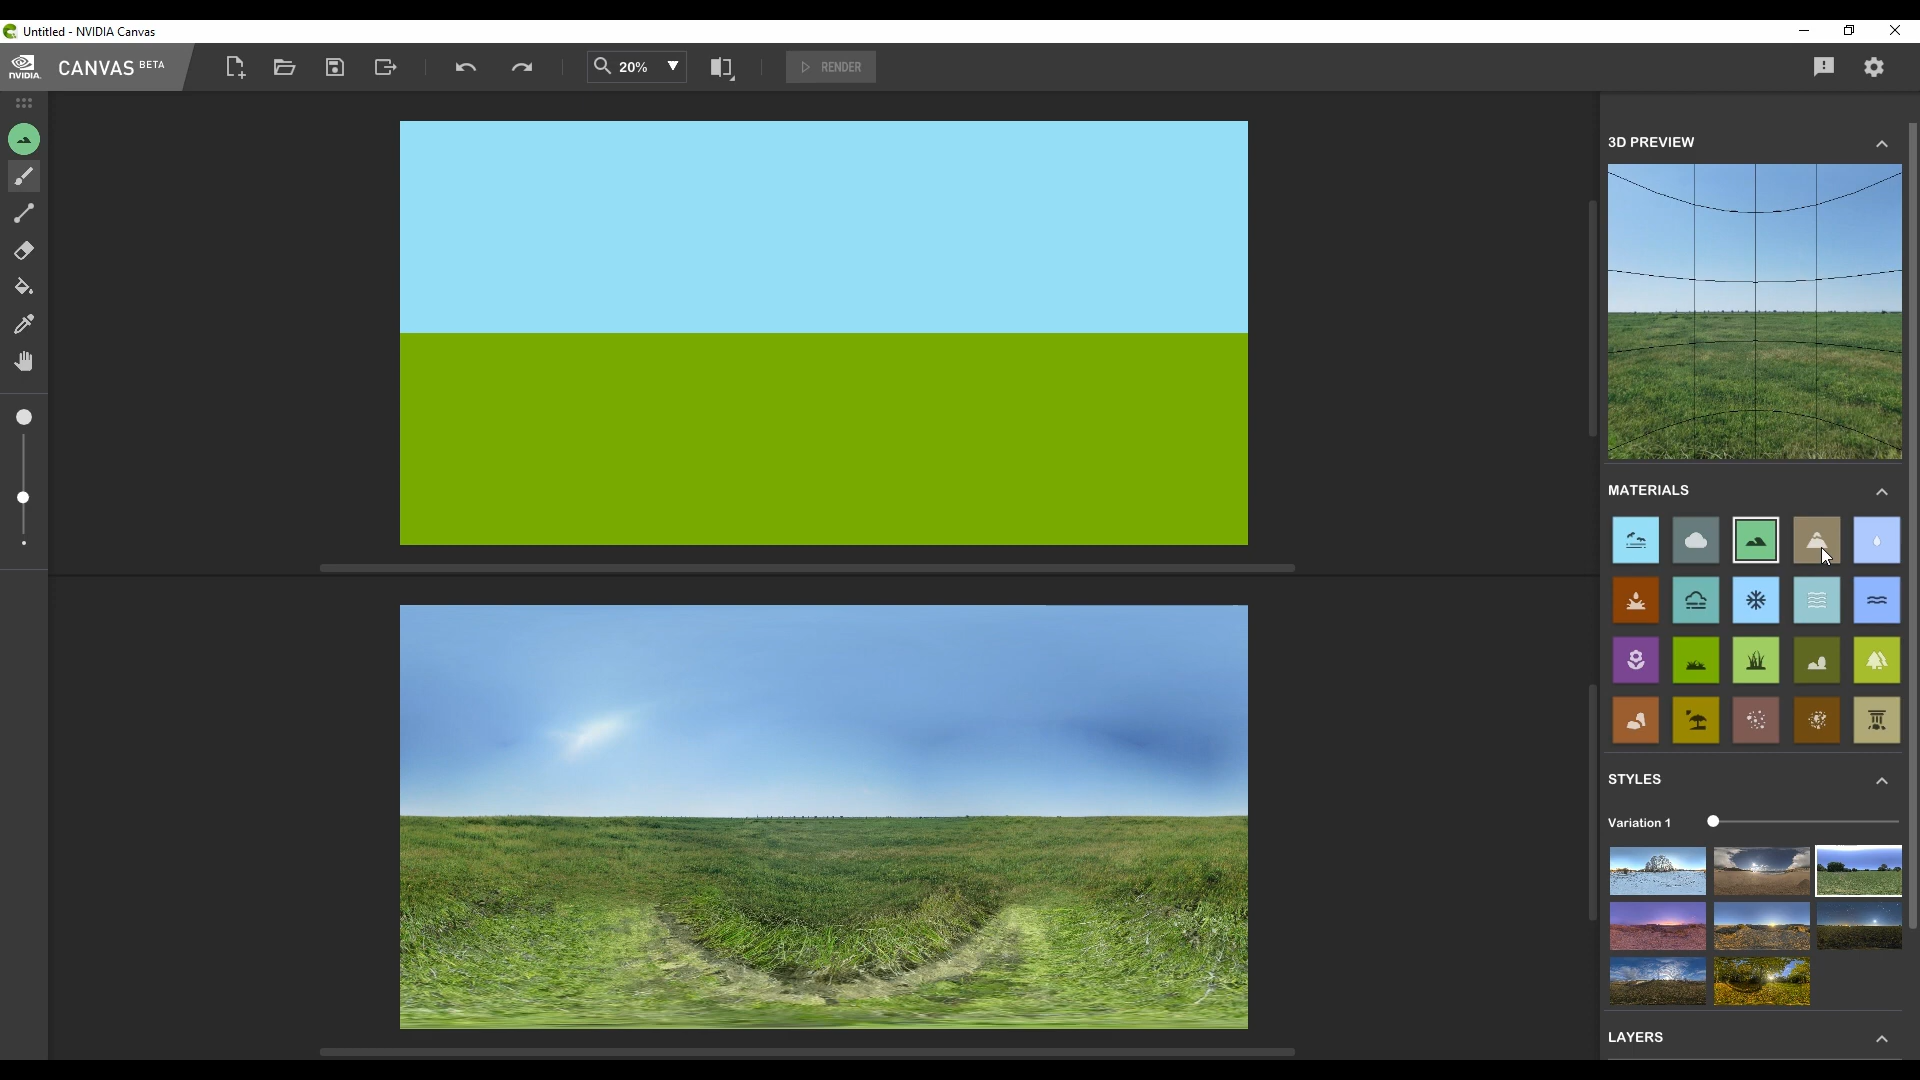 Untitled - NVIDIA Canvas
NVIDIA. CANVAS BETA
20%
RENDER
3D PREVIEW
MATERIALS
STYLES
Variation 1
LAYERS